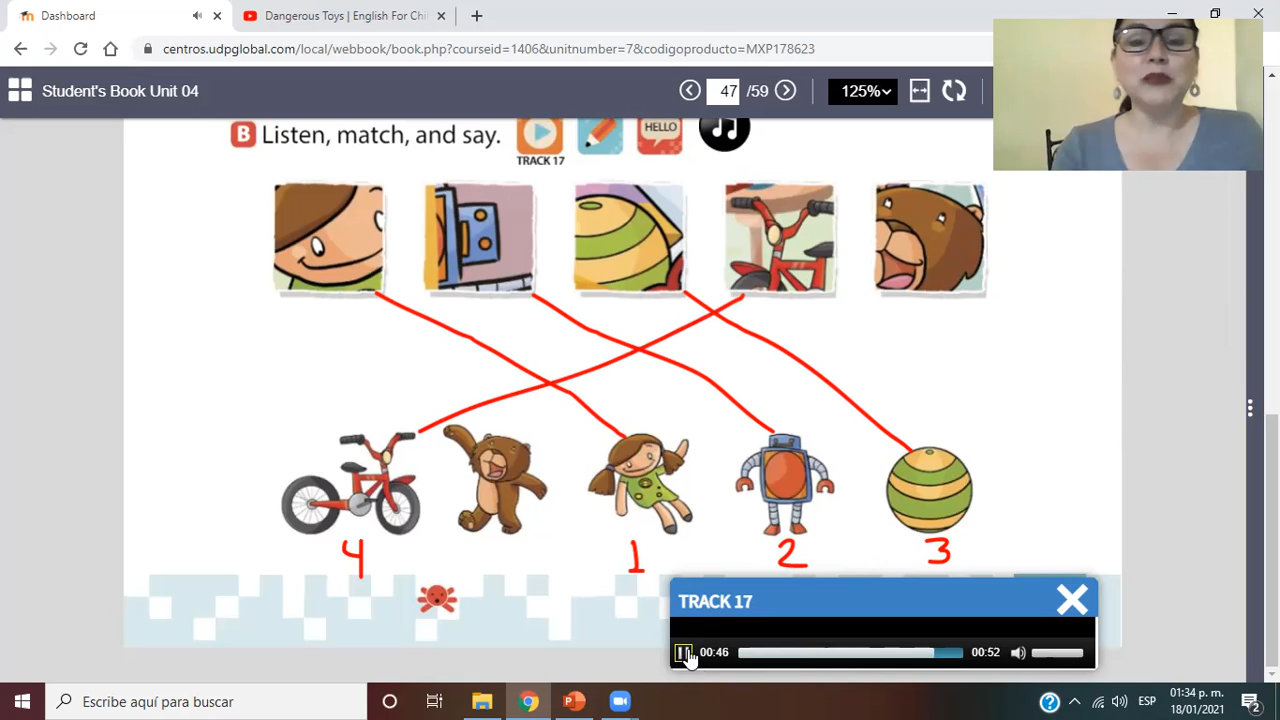 Dashboard
Dangerous Toys | English For Chi
centros.udpglobal.com/local/webbook/book.php?courseid=1406&unitnumber=7&codigoproducto=MXP178623
Student's Book Unit 04
47 /59
125%
B Listen, match, and say.
HELLO
TRACK 17
4 1 2 3
TRACK 17
00:46 00:52
Escribe aquí para buscar
ESP
01:34 p. m.
18/01/2021
2